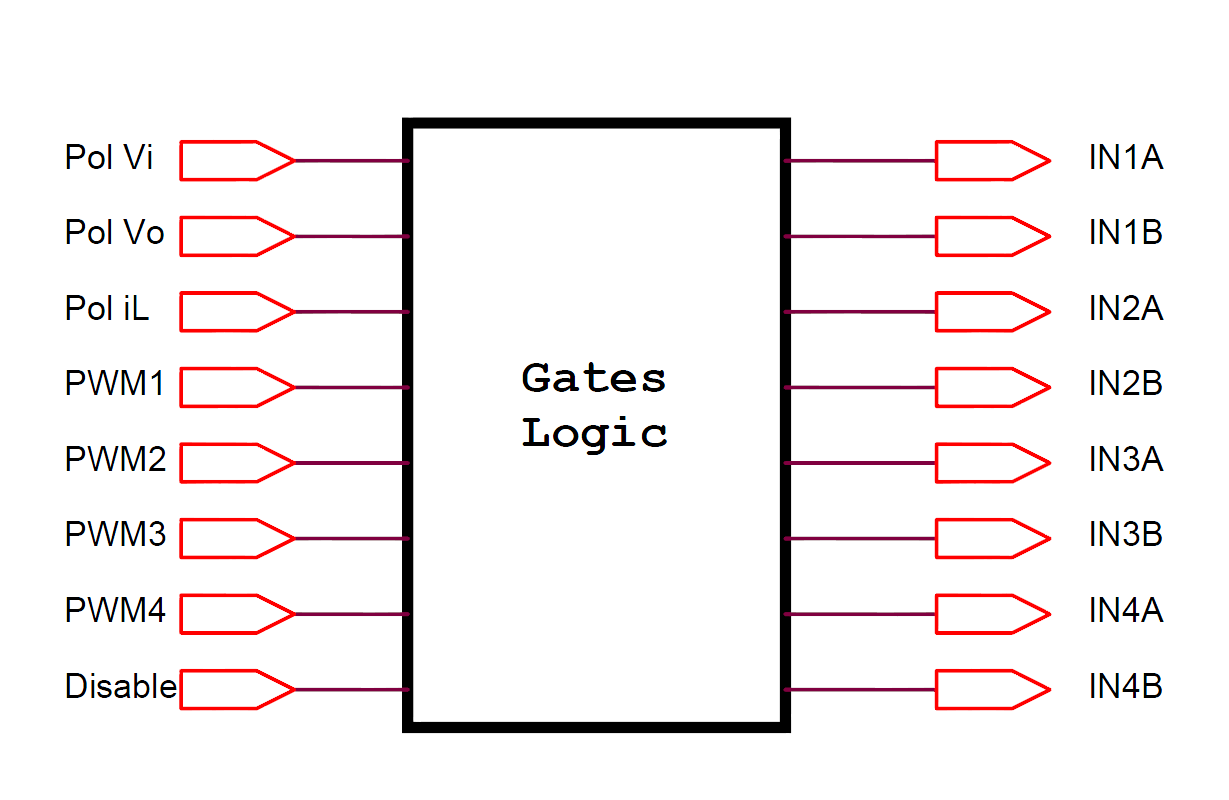 Pol Vi
Pol Vo
Pol iL
PWM1
PWM2
PWM3
PWM4
Disable
Gates
Logic
IN1A
IN1B
IN2A
IN2B
IN3A
IN3B
IN4A
IN4B